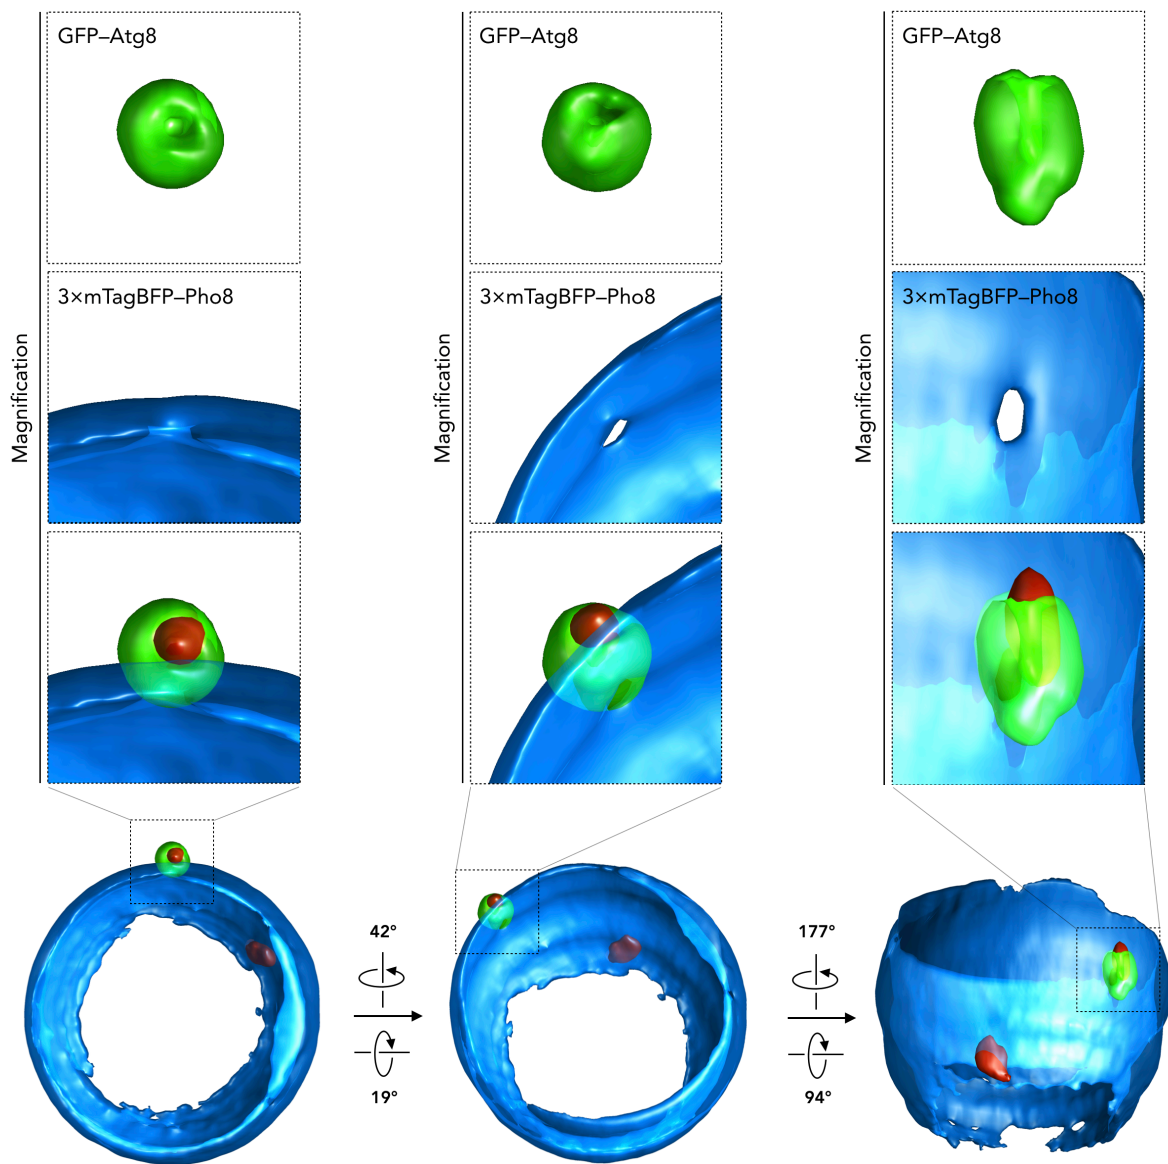 GFP–Atg8
GFP–Atg8
GFP–Atg8
3×mTagBFP–Pho8
3×mTagBFP–Pho8
3×mTagBFP–Pho8
Magnification
Magnification
Magnification
42°
19°
177°
94°